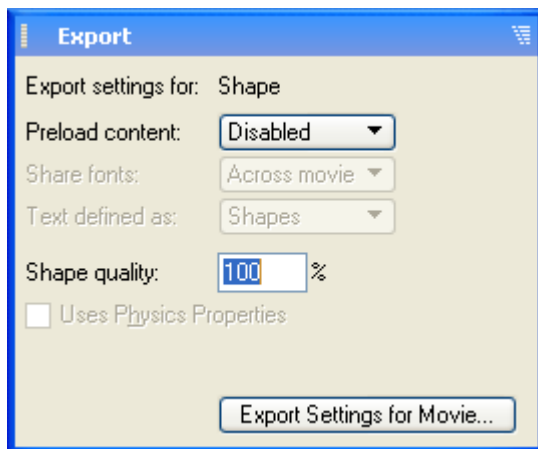 Export
Export settings for: Shape
Preload content: Disabled
Share fonts: Across movie
Text defined as: Shapes
Shape quality: 100 %
Uses Physics Properties
Export Settings for Movie...